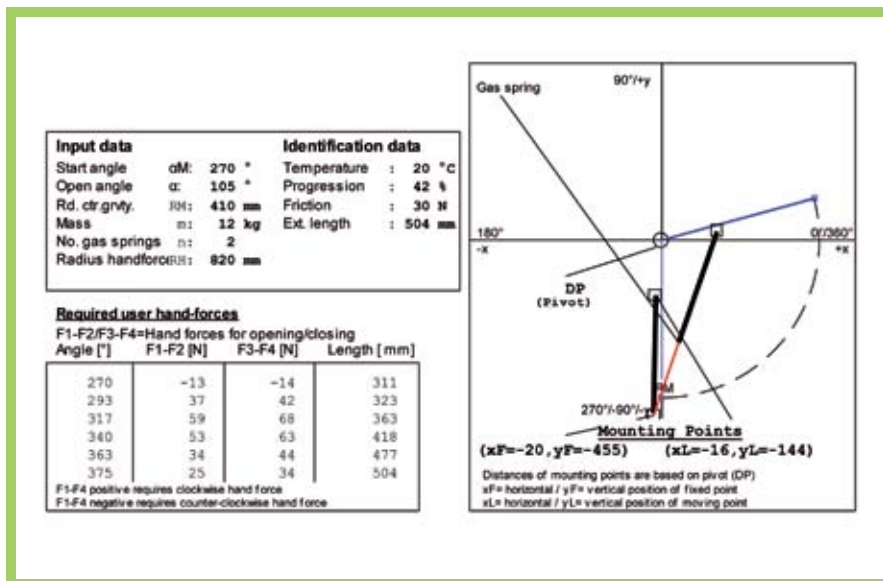 Input data
Identification data
Start angle αM: 270 °
Temperature : 20 °C
Open angle α: 105 °
Progression : 42 %
Rd. ctr.grvty. RM: 410 mm
Friction : 30 N
Mass m: 12 kg
Ext. length : 504 mm
No. gas springs n: 2
Radius handforce RH: 820 mm
Required user hand-forces
F1-F2/F3-F4=Hand forces for opening/closing
Angle [°] F1-F2 [N] F3-F4 [N] Length [mm]
270 -13 -14 311
293 37 42 323
317 59 68 363
340 53 63 418
363 34 44 477
375 25 34 504
F1-F4 positive requires clockwise hand force
F1-F4 negative requires counter-clockwise hand force
90°/+y
Gas spring
180°
-x
0°/360°
+x
DP
(Pivot)
RM
270°/-90°/-y
Mounting Points
(xF=-20,yF=-455) (xL=-16,yL=-144)
Distances of mounting points are based on pivot (DP)
xF= horizontal / yF= vertical position of fixed point
xL= horizontal / yL= vertical position of moving point